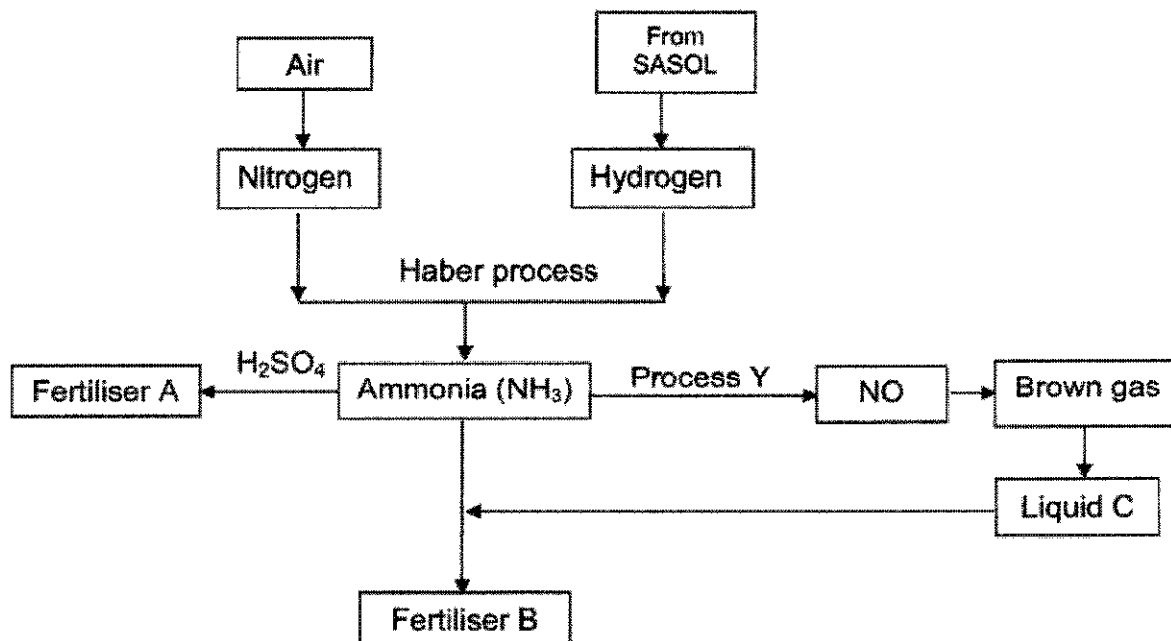 From
SASOL
Air
Nitrogen
Hydrogen
Haber process
H₂SO₄
Fertiliser A
Ammonia (NH₃)
Process Y
NO
Brown gas
Liquid C
Fertiliser B